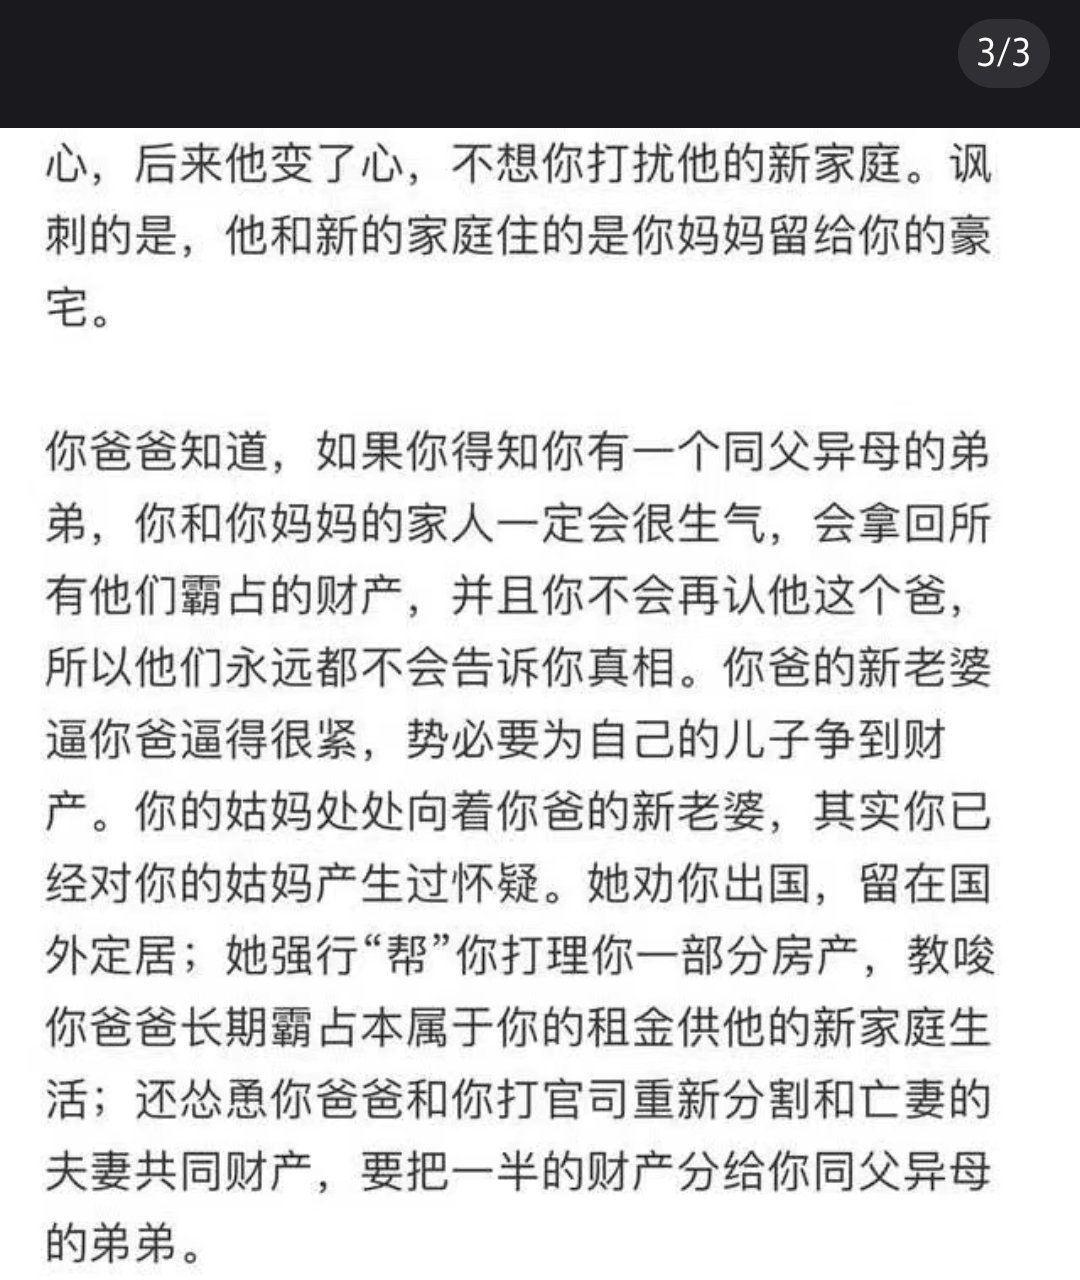 3/3
心，后来他变了心，不想你打扰他的新家庭。讽
刺的是，他和新的家庭住的是你妈妈留给你的豪
宅。
你爸爸知道，如果你得知你有一个同父异母的弟
弟，你和你妈妈的家人一定会很生气，会拿回所
有他们霸占的财产，并且你不会再认他这个爸，
所以他们永远都不会告诉你真相。你爸的新老婆
逼你爸逼得很紧，势必要为自己的儿子争到财
产。你的姑妈处处向着你爸的新老婆，其实你已
经对你的姑妈产生过怀疑。她劝你出国，留在国
外定居；她强行“帮”你打理你一部分房产，教唆
你爸爸长期霸占本属于你的租金供他的新家庭生
活；还怂恿你爸爸和你打官司重新分割和亡妻的
夫妻共同财产，要把一半的财产分给你同父异母
的弟弟。